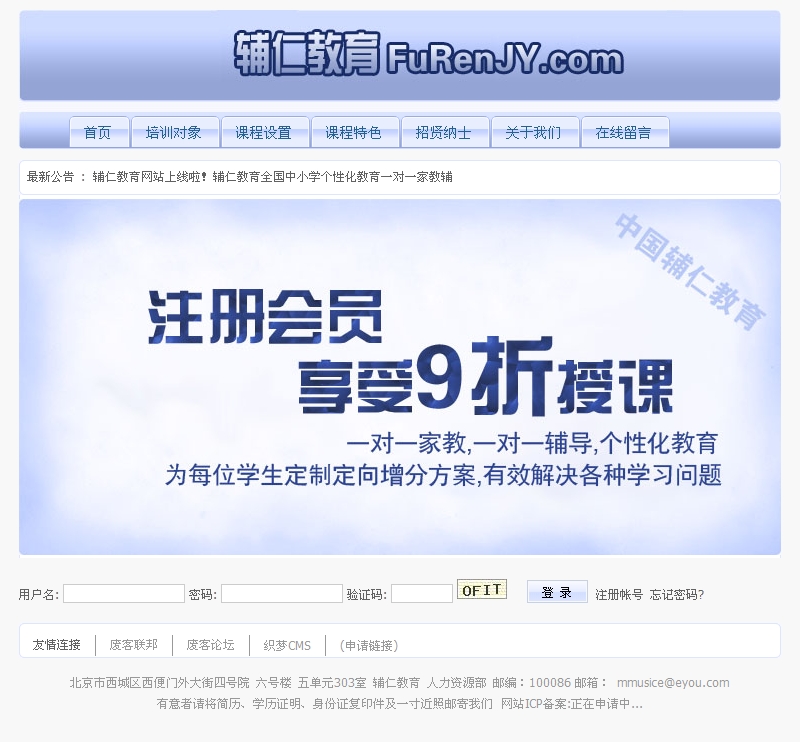 辅仁教育 FuRenJY.com
首页 培训对象 课程设置 课程特色 招贤纳士 关于我们 在线留言
最新公告 ： 辅仁教育网站上线啦！辅仁教育全国中小学个性化教育一对一家教辅
中国辅仁教育
注册会员
享受9折授课
一对一家教,一对一辅导,个性化教育
为每位学生定制定向增分方案,有效解决各种学习问题
用户名: 密码: 验证码: OFIT 登 录 注册帐号 忘记密码?
友情连接 废客联邦 废客论坛 织梦CMS （申请链接）
北京市西城区西便门外大街四号院 六号楼 五单元303室 辅仁教育 人力资源部 邮编：100086 邮箱： mmusice@eyou.com
有意者请将简历、学历证明、身份证复印件及一寸近照邮寄我们 网站ICP备案:正在申请中...